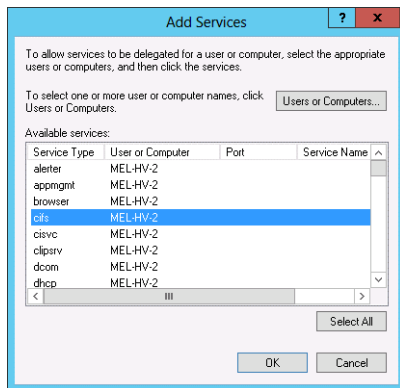 Add Services
?
x
To allow services to be delegated for a user or computer, select the appropriate
users or computers, and then click the services.
To select one or more user or computer names, click
Users or Computers.
Users or Computers...
Available services:
Service Type User or Computer Port Service Name
alerter MEL-HV-2
appmgmt MEL-HV-2
browser MEL-HV-2
cifs MEL-HV-2
cisvc MEL-HV-2
clipsrv MEL-HV-2
dcom MEL-HV-2
dhcp MEL-HV-2
Select All
OK Cancel